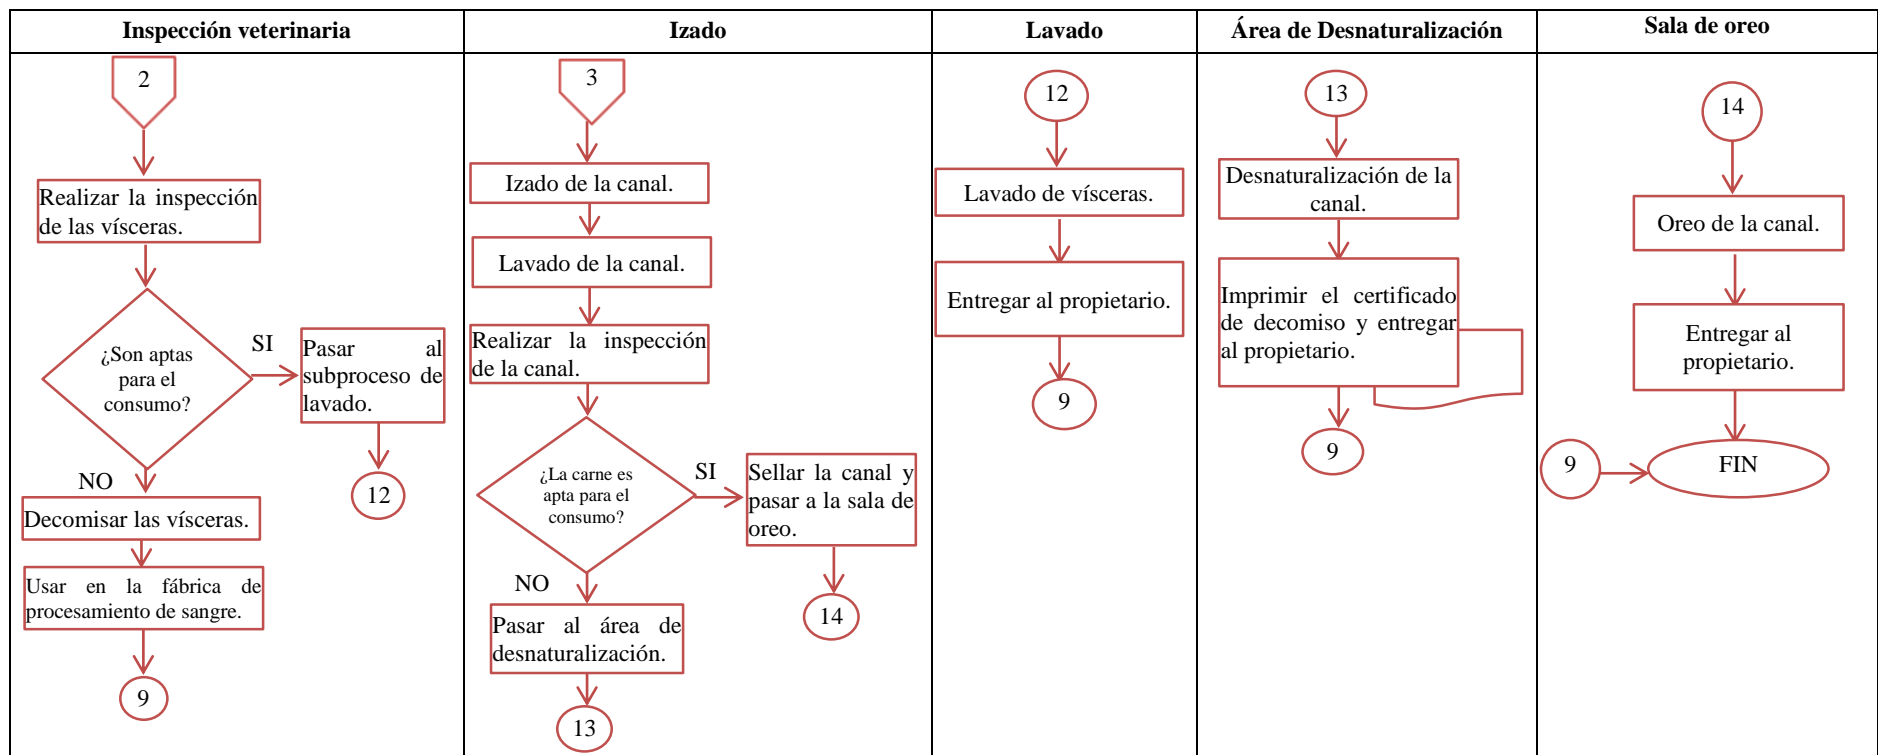 Inspección veterinaria
Izado
Lavado
Área de Desnaturalización
Sala de oreo
2
Realizar la inspección
de las vísceras.
¿Son aptas
para el
consumo?
SI
Pasar al
subproceso de
lavado.
12
NO
Decomisar las vísceras.
Usar en la fábrica de
procesamiento de sangre.
9
3
Izado de la canal.
Lavado de la canal.
Realizar la inspección
de la canal.
¿La carne es
apta para el
consumo?
SI
Sellar la canal y
pasar a la sala de
oreo.
14
NO
Pasar al área de
desnaturalización.
13
12
Lavado de vísceras.
Entregar al propietario.
9
13
Desnaturalización de la
canal.
Imprimir el certificado
de decomiso y entregar
al propietario.
9
14
Oreo de la canal.
Entregar al
propietario.
9
FIN